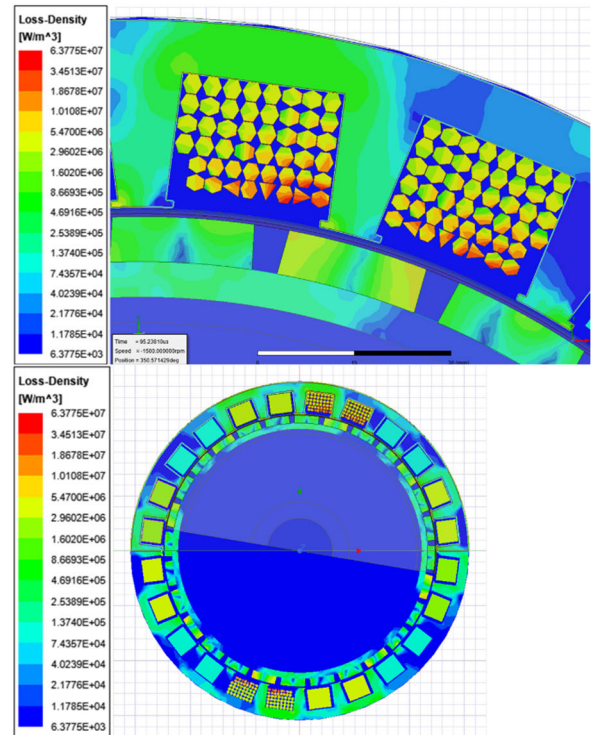 Loss-Density
[W/m^3]
6.3775E+07
3.4513E+07
1.8678E+07
1.0108E+07
5.4700E+06
2.9602E+06
1.6020E+06
8.6693E+05
4.6916E+05
2.5389E+05
1.3740E+05
7.4357E+04
4.0239E+04
2.1776E+04
1.1785E+04
6.3775E+03
Time
Speed = -1500.000000rpm
Position = 350.571429deg
0
10
20 (mm)
Loss-Density
[W/m^3]
6.3775E+07
3.4513E+07
1.8678E+07
1.0108E+07
5.4700E+06
2.9602E+06
1.6020E+06
8.6693E+05
4.6916E+05
2.5389E+05
1.3740E+05
7.4357E+04
4.0239E+04
2.1776E+04
1.1785E+04
6.3775E+03